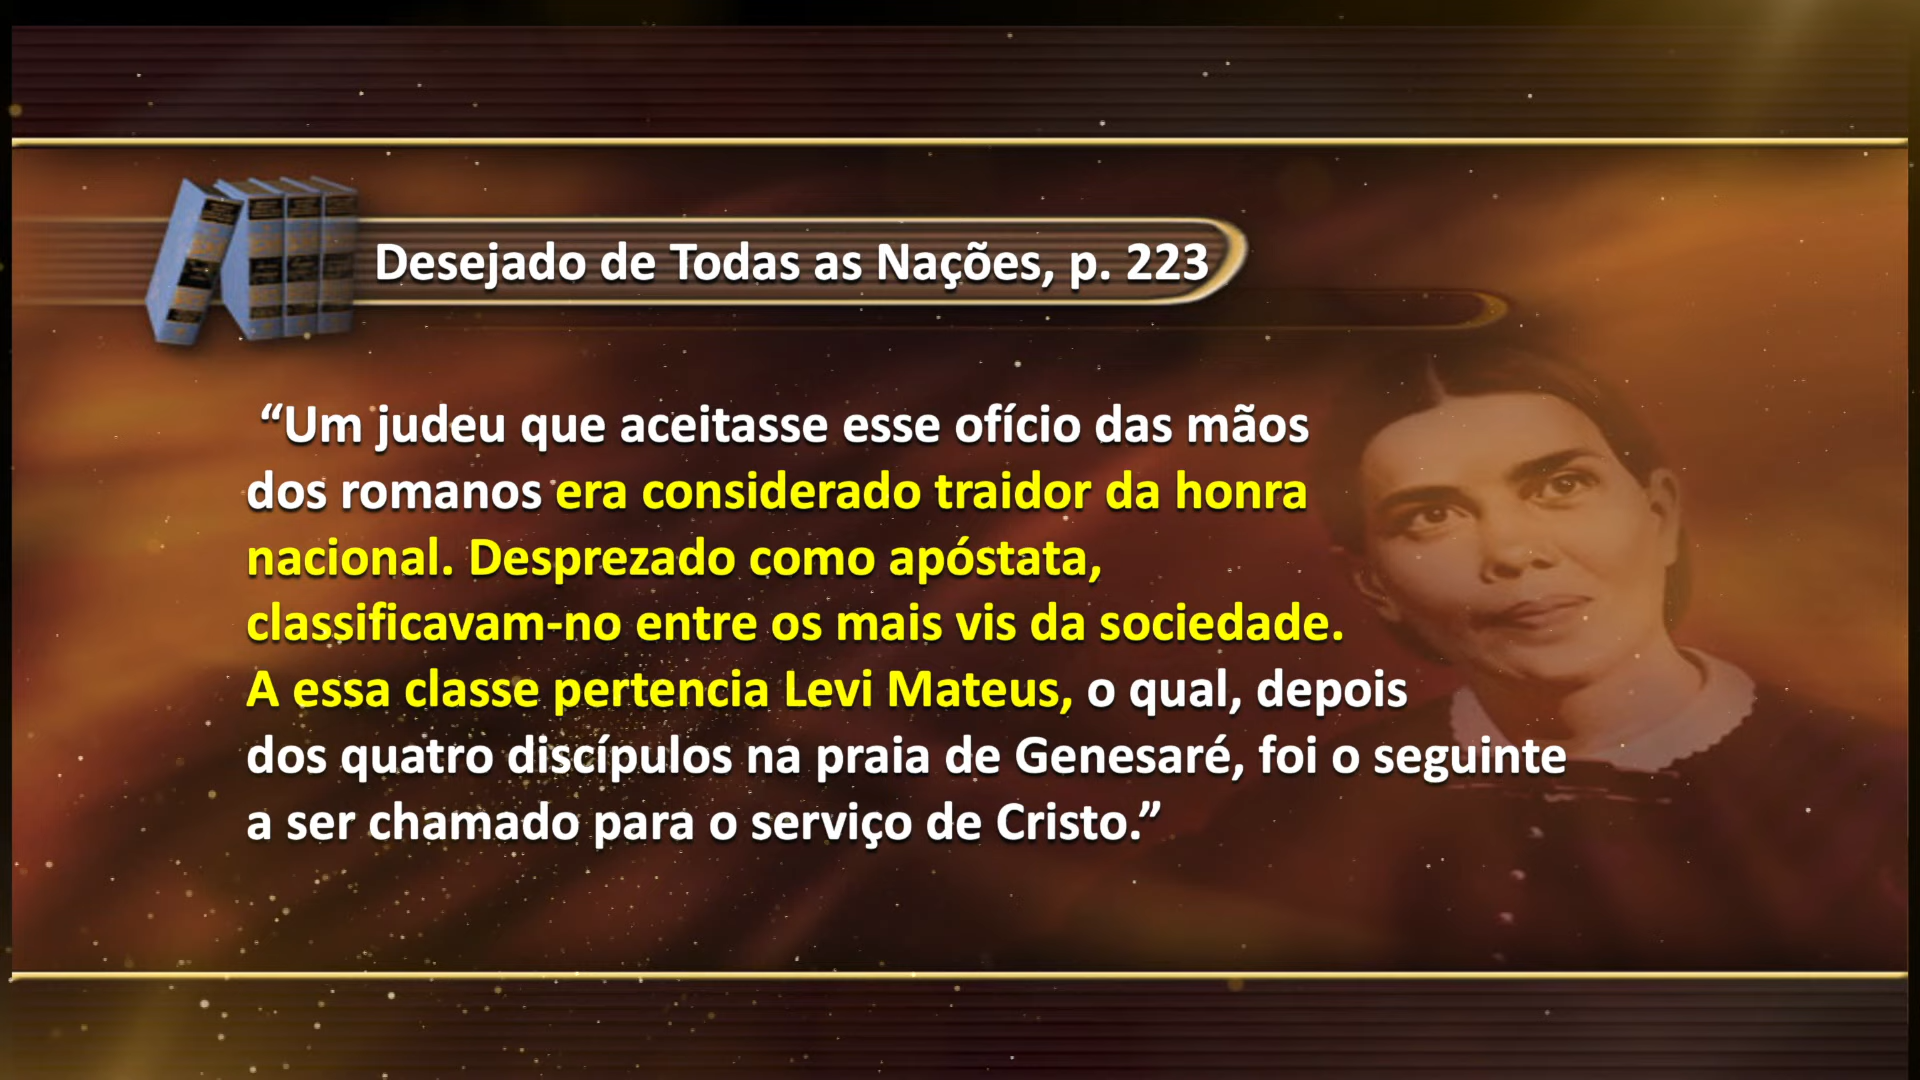 Desejado de Todas as Nações, p. 223
“Um judeu que aceitasse esse ofício das mãos
dos romanos era considerado traidor da honra
nacional. Desprezado como apóstata,
classificavam-no entre os mais vis da sociedade.
A essa classe pertencia Levi Mateus, o qual, depois
dos quatro discípulos na praia de Genesaré, foi o seguinte
a ser chamado para o serviço de Cristo.”